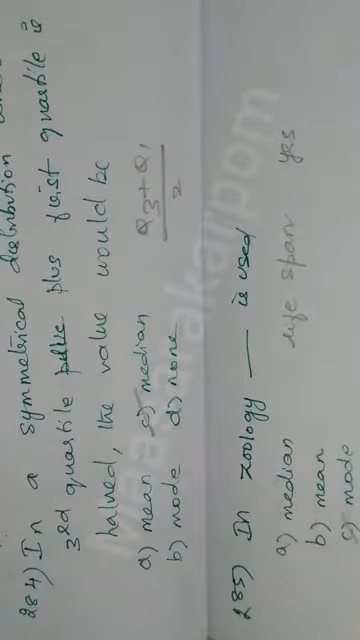 284) In a symmetrical distribution
3rd quartile plus first quartile is
halved, the value would be
a) mean c) median Q3+Q1
b) mode d) none 2
285) In zoology — is used
a) median life span yrs
b) mean
c) mode